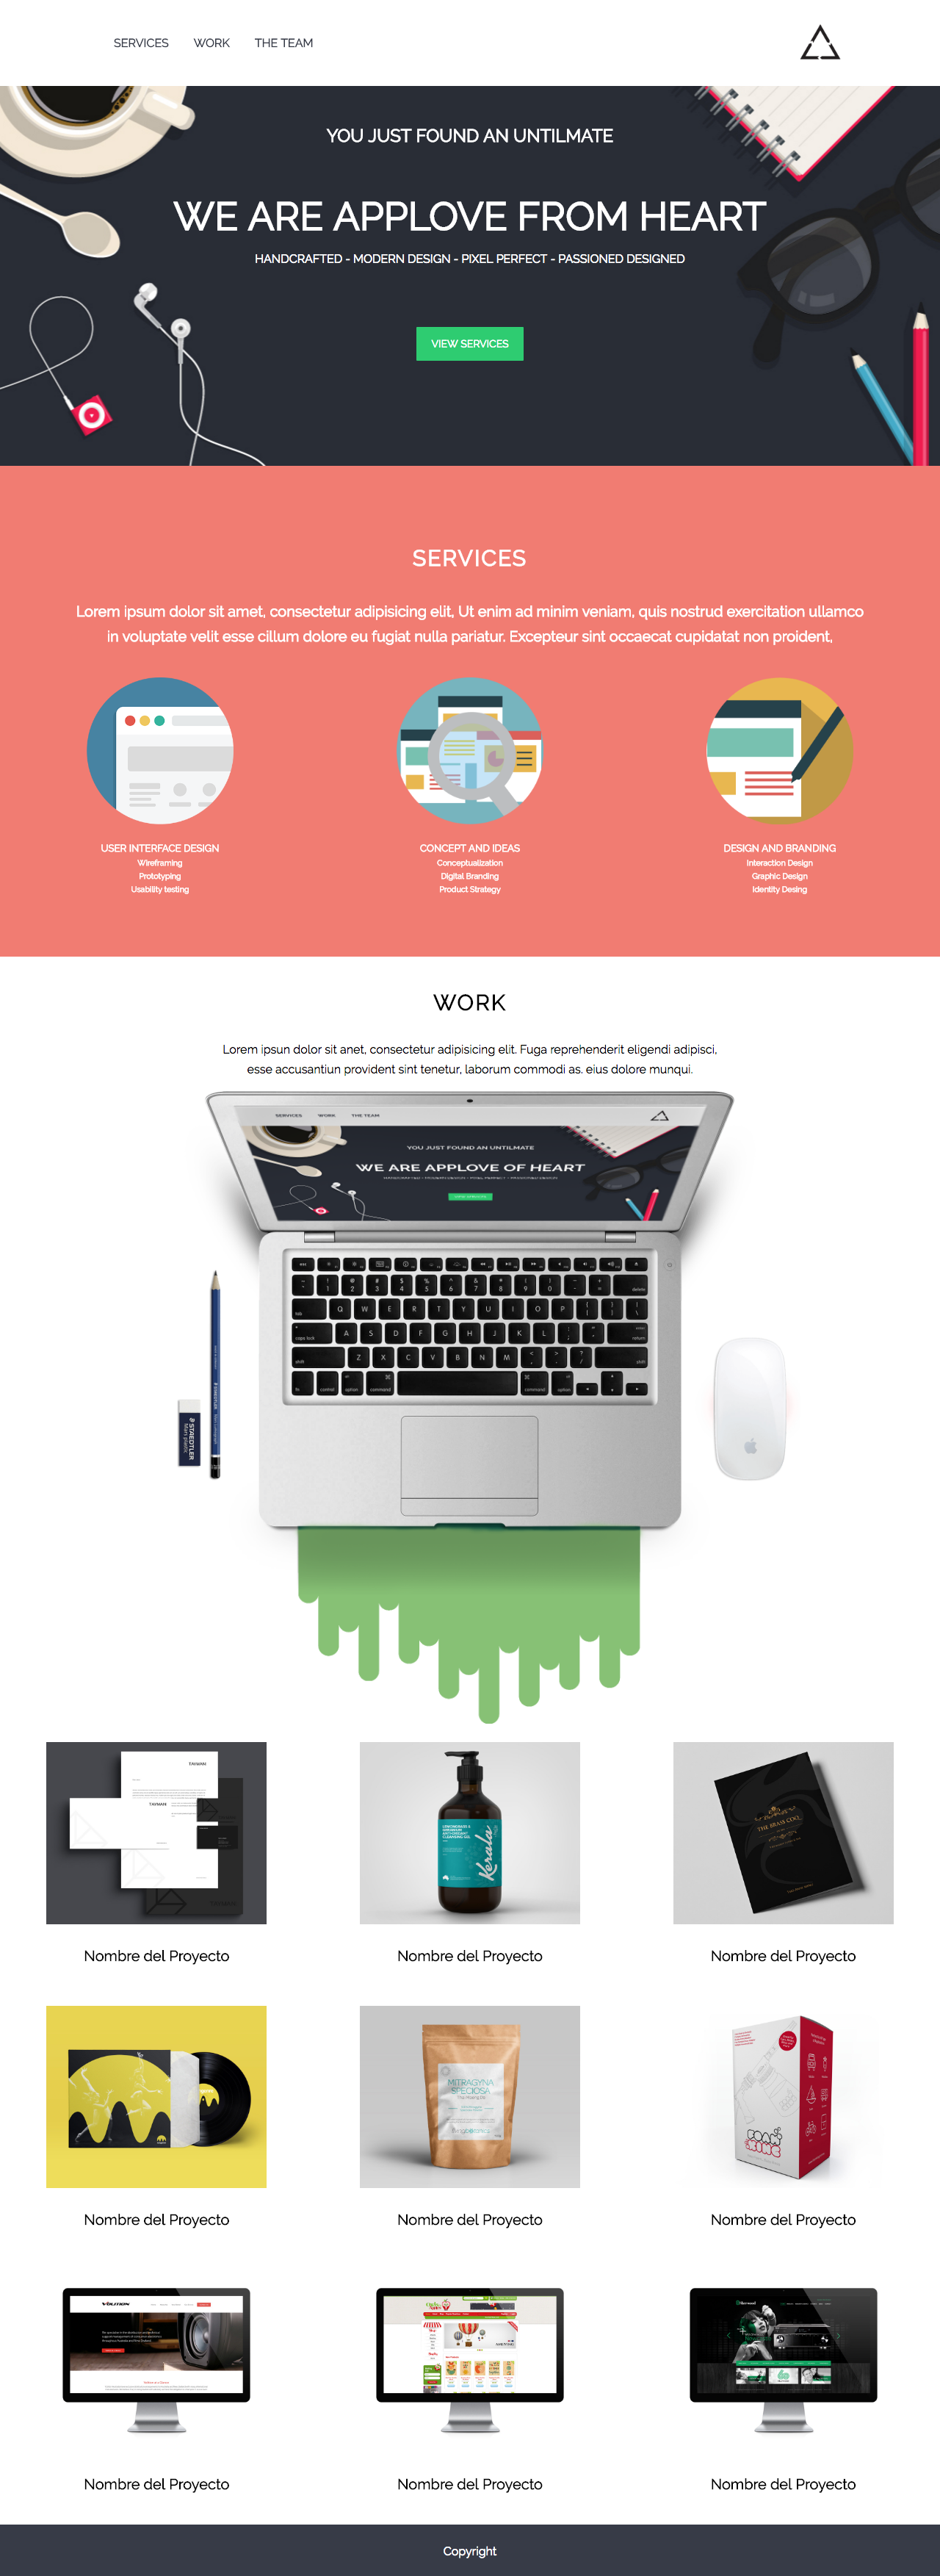 SERVICES WORK THE TEAM
YOU JUST FOUND AN UNTILMATE
WE ARE APPLOVE FROM HEART
HANDCRAFTED - MODERN DESIGN - PIXEL PERFECT - PASSIONED DESIGNED
VIEW SERVICES
SERVICES
Lorem ipsum dolor sit amet, consectetur adipisicing elit, Ut enim ad minim veniam, quis nostrud exercitation ullamco
in voluptate velit esse cillum dolore eu fugiat nulla pariatur. Excepteur sint occaecat cupidatat non proident,
USER INTERFACE DESIGN
Wireframing
Prototyping
Usability testing
CONCEPT AND IDEAS
Conceptualization
Digital Branding
Product Strategy
DESIGN AND BRANDING
Interaction Design
Graphic Design
Identity Desing
WORK
Lorem ipsun dolor sit anet, consectetur adipisicing elit. Fuga reprehenderit eligendi adipisci,
esse accusantiun provident sint tenetur, laborum commodi as. eius dolore munqui.
SERVICES WORK THE TEAM
YOU JUST FOUND AN UNTILMATE
WE ARE APPLOVE OF HEART
STAEDTLER
Kerala
THE BRASS COQ
Nombre del Proyecto
Nombre del Proyecto
Nombre del Proyecto
MITRAGYNA
SPECIOSA
Nombre del Proyecto
Nombre del Proyecto
Nombre del Proyecto
Nombre del Proyecto
Nombre del Proyecto
Nombre del Proyecto
Copyright